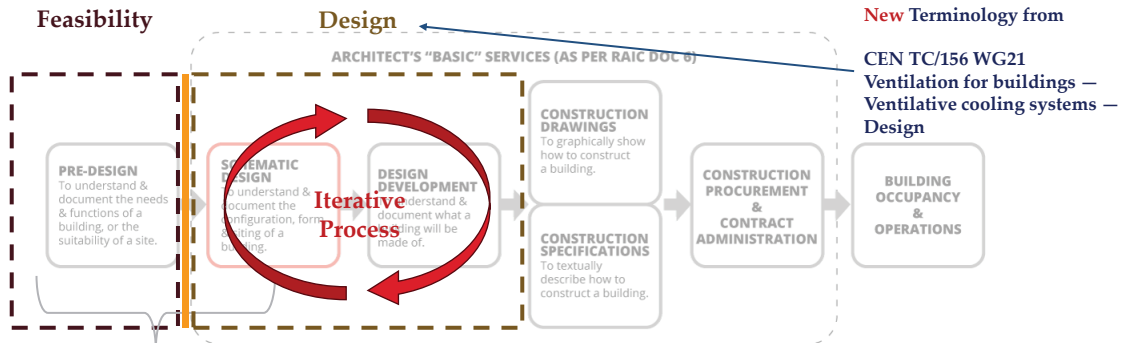 Feasibility
Design
New Terminology from
CEN TC/156 WG21
Ventilation for buildings —
Ventilative cooling systems —
Design
ARCHITECT'S “BASIC” SERVICES (AS PER RAIC DOC 6)
PRE-DESIGN
To understand &
document the needs
& functions of a
building, or the
suitability of a site.
SCHEMATIC
DESIGN
To understand &
document the
configuration, form
& siting of a
building.
Iterative
Process
DESIGN
DEVELOPMENT
To understand &
document what a
building will be
made of.
CONSTRUCTION
DRAWINGS
To graphically show
how to construct
a building.
CONSTRUCTION
SPECIFICATIONS
To textually
describe how to
construct a building.
CONSTRUCTION
PROCUREMENT
&
CONTRACT
ADMINISTRATION
BUILDING
OCCUPANCY
&
OPERATIONS